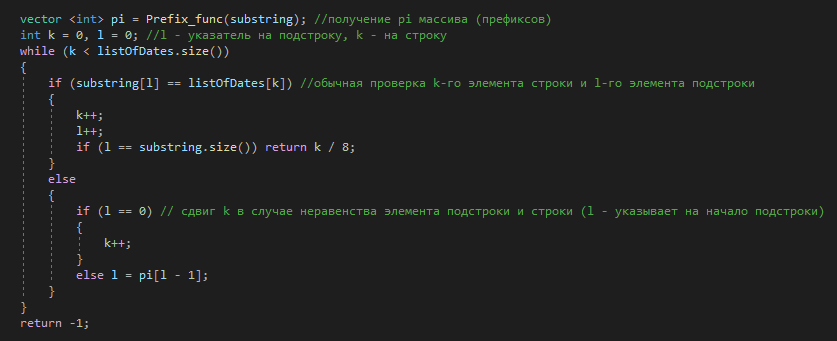 vector <int> pi = Prefix_func(substring); //получение pi массива (префиксов)
int k = 0, l = 0; //l - указатель на подстроку, k - на строку
while (k < listOfDates.size())
{
if (substring[l] == listOfDates[k]) //обычная проверка k-го элемента строки и l-го элемента подстроки
{
k++;
l++;
if (l == substring.size()) return k / 8;
}
else
{
if (l == 0) // сдвиг k в случае неравенства элемента подстроки и строки (l - указывает на начало подстроки)
{
k++;
}
else l = pi[l - 1];
}
}
return -1;